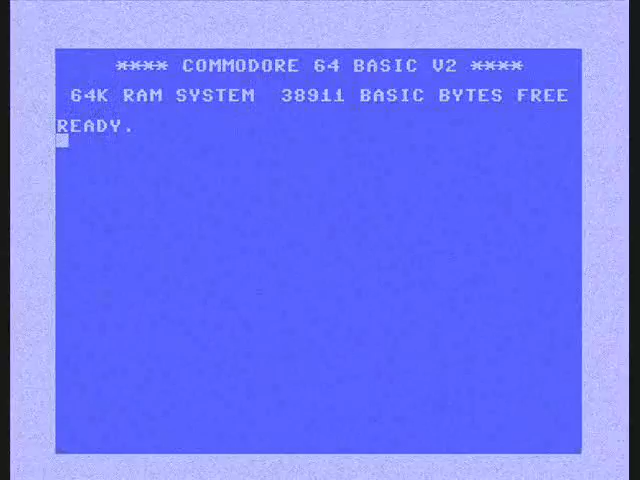 **** COMMODORE 64 BASIC V2 ****
64K RAM SYSTEM  38911 BASIC BYTES FREE
READY.